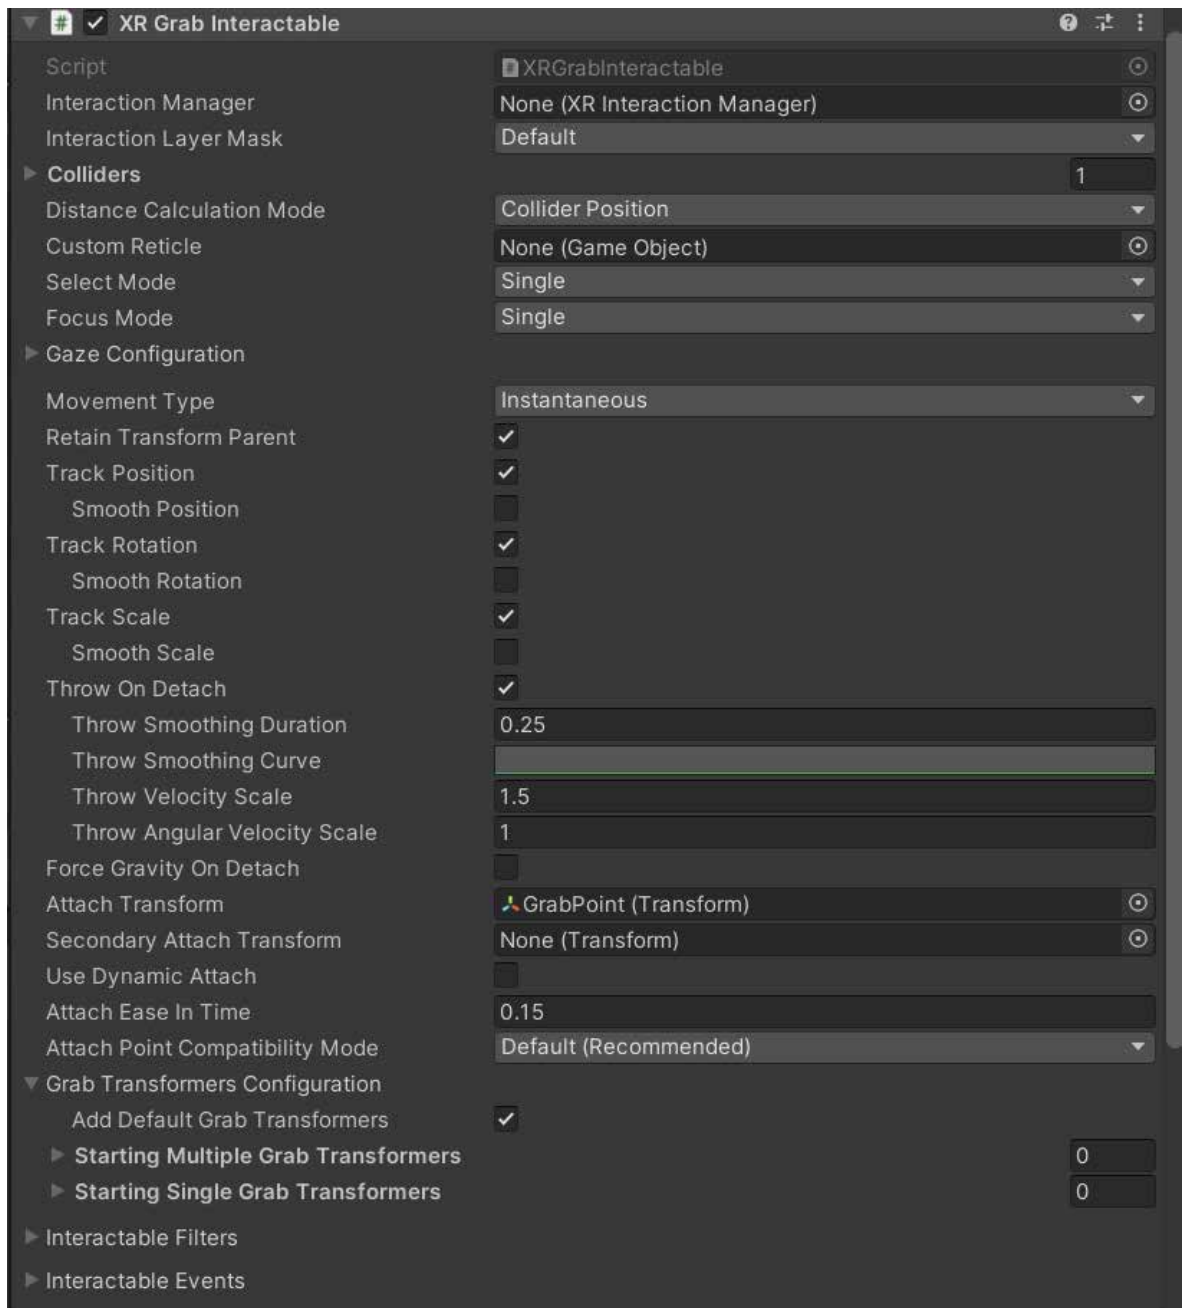 XR Grab Interactable
Script XRGrabInteractable
Interaction Manager None (XR Interaction Manager)
Interaction Layer Mask Default
Colliders 1
Distance Calculation Mode Collider Position
Custom Reticle None (Game Object)
Select Mode Single
Focus Mode Single
Gaze Configuration
Movement Type Instantaneous
Retain Transform Parent
Track Position
Smooth Position
Track Rotation
Smooth Rotation
Track Scale
Smooth Scale
Throw On Detach
Throw Smoothing Duration 0.25
Throw Smoothing Curve
Throw Velocity Scale 1.5
Throw Angular Velocity Scale 1
Force Gravity On Detach
Attach Transform GrabPoint (Transform)
Secondary Attach Transform None (Transform)
Use Dynamic Attach
Attach Ease In Time 0.15
Attach Point Compatibility Mode Default (Recommended)
Grab Transformers Configuration
Add Default Grab Transformers
Starting Multiple Grab Transformers 0
Starting Single Grab Transformers 0
Interactable Filters
Interactable Events